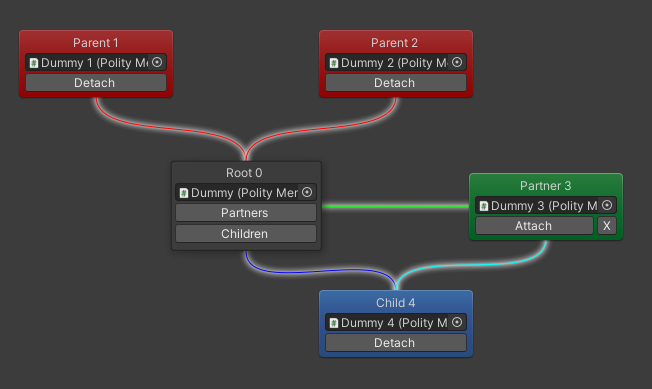 Parent 1
Dummy 1 (Polity Me
Detach
Parent 2
Dummy 2 (Polity M
Detach
Root 0
Dummy (Polity Mer
Partners
Children
Partner 3
Dummy 3 (Polity M
Attach
X
Child 4
Dummy 4 (Polity M
Detach